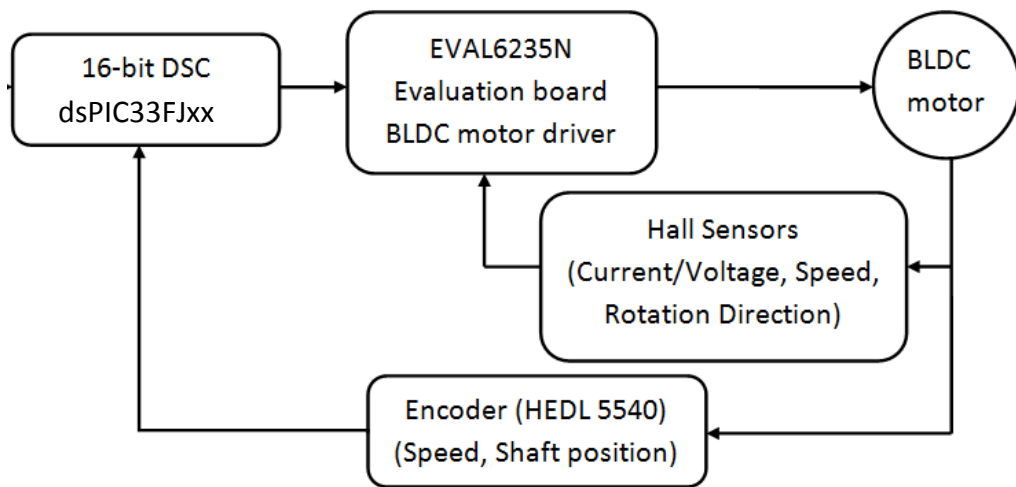 16-bit DSC
dsPIC33FJxx
EVAL6235N
Evaluation board
BLDC motor driver
BLDC
motor
Hall Sensors
(Current/Voltage, Speed,
Rotation Direction)
Encoder (HEDL 5540)
(Speed, Shaft position)